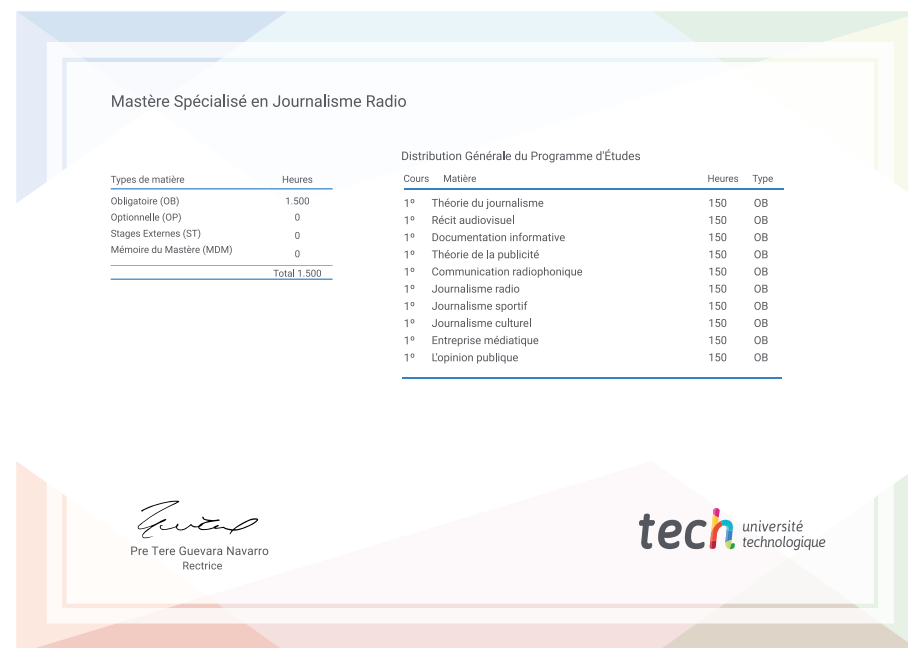 Mastère Spécialisé en Journalisme Radio
Types de matière Heures
Obligatoire (OB) 1.500
Optionnelle (OP) 0
Stages Externes (ST) 0
Mémoire du Mastère (MDM) 0
Total 1.500
Distribution Générale du Programme d'Études
Cours Matière Heures Type
1º Théorie du journalisme 150 OB
1º Récit audiovisuel 150 OB
1º Documentation informative 150 OB
1º Théorie de la publicité 150 OB
1º Communication radiophonique 150 OB
1º Journalisme radio 150 OB
1º Journalisme sportif 150 OB
1º Journalisme culturel 150 OB
1º Entreprise médiatique 150 OB
1º L'opinion publique 150 OB
Pre Tere Guevara Navarro
Rectrice
tech université
technologique